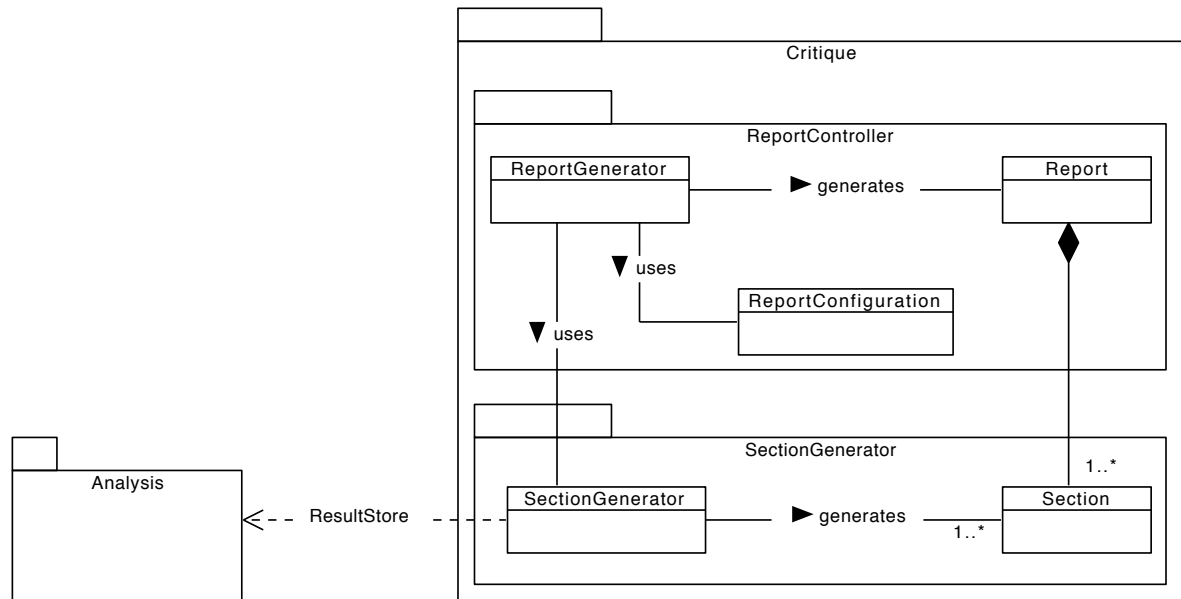 Critique
ReportController
ReportGenerator
generates
Report
uses
ReportConfiguration
uses
SectionGenerator
1..*
Analysis
SectionGenerator
Section
ResultStore
generates
1..*